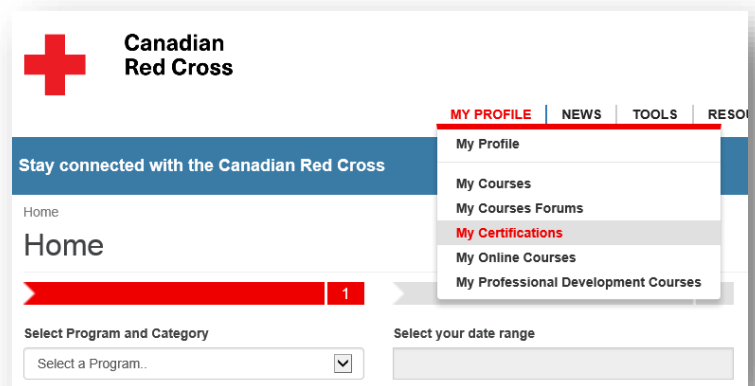 Canadian
Red Cross
MY PROFILE NEWS TOOLS
My Profile
My Courses
My Courses Forums
My Certifications
My Online Courses
My Professional Development Courses
Stay connected with the Canadian Red Cross
Home
Home
1
Select Program and Category
Select your date range
Select a Program..